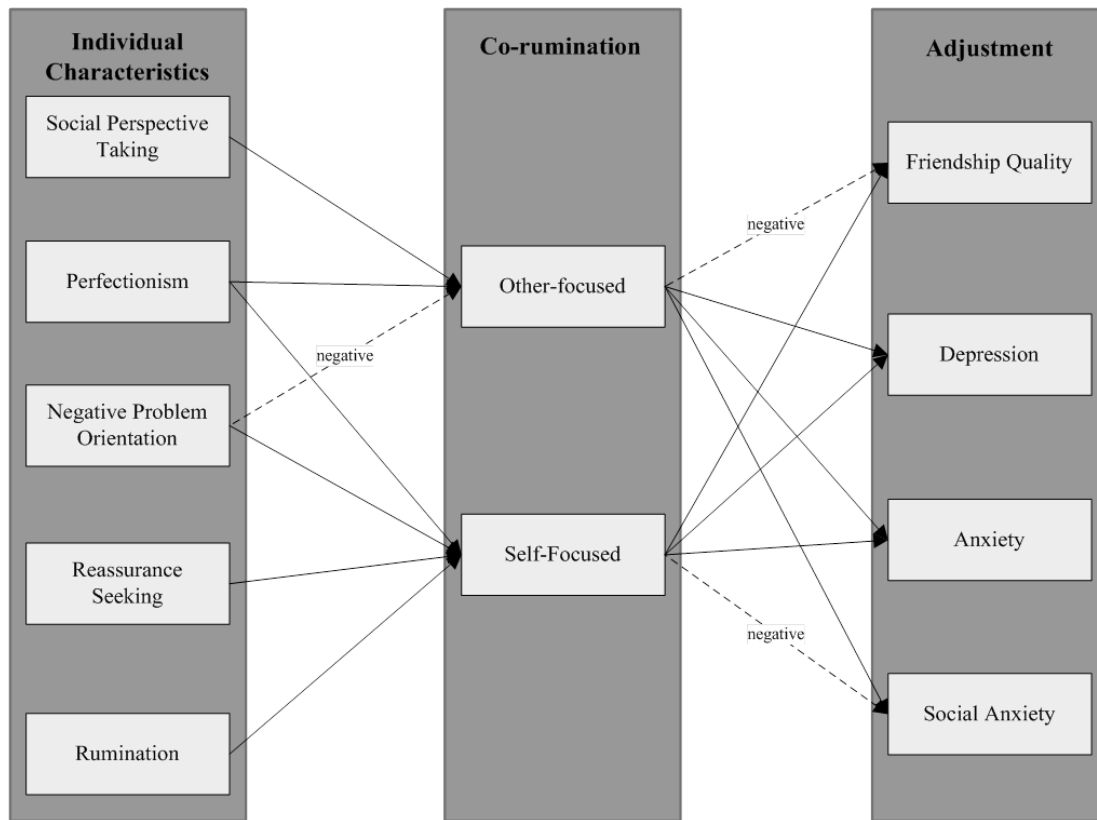 Individual
Characteristics
Social Perspective
Taking
Perfectionism
Negative Problem
Orientation
Reassurance
Seeking
Rumination
negative
Co-rumination
Other-focused
Self-Focused
negative
negative
Adjustment
Friendship Quality
Depression
Anxiety
Social Anxiety